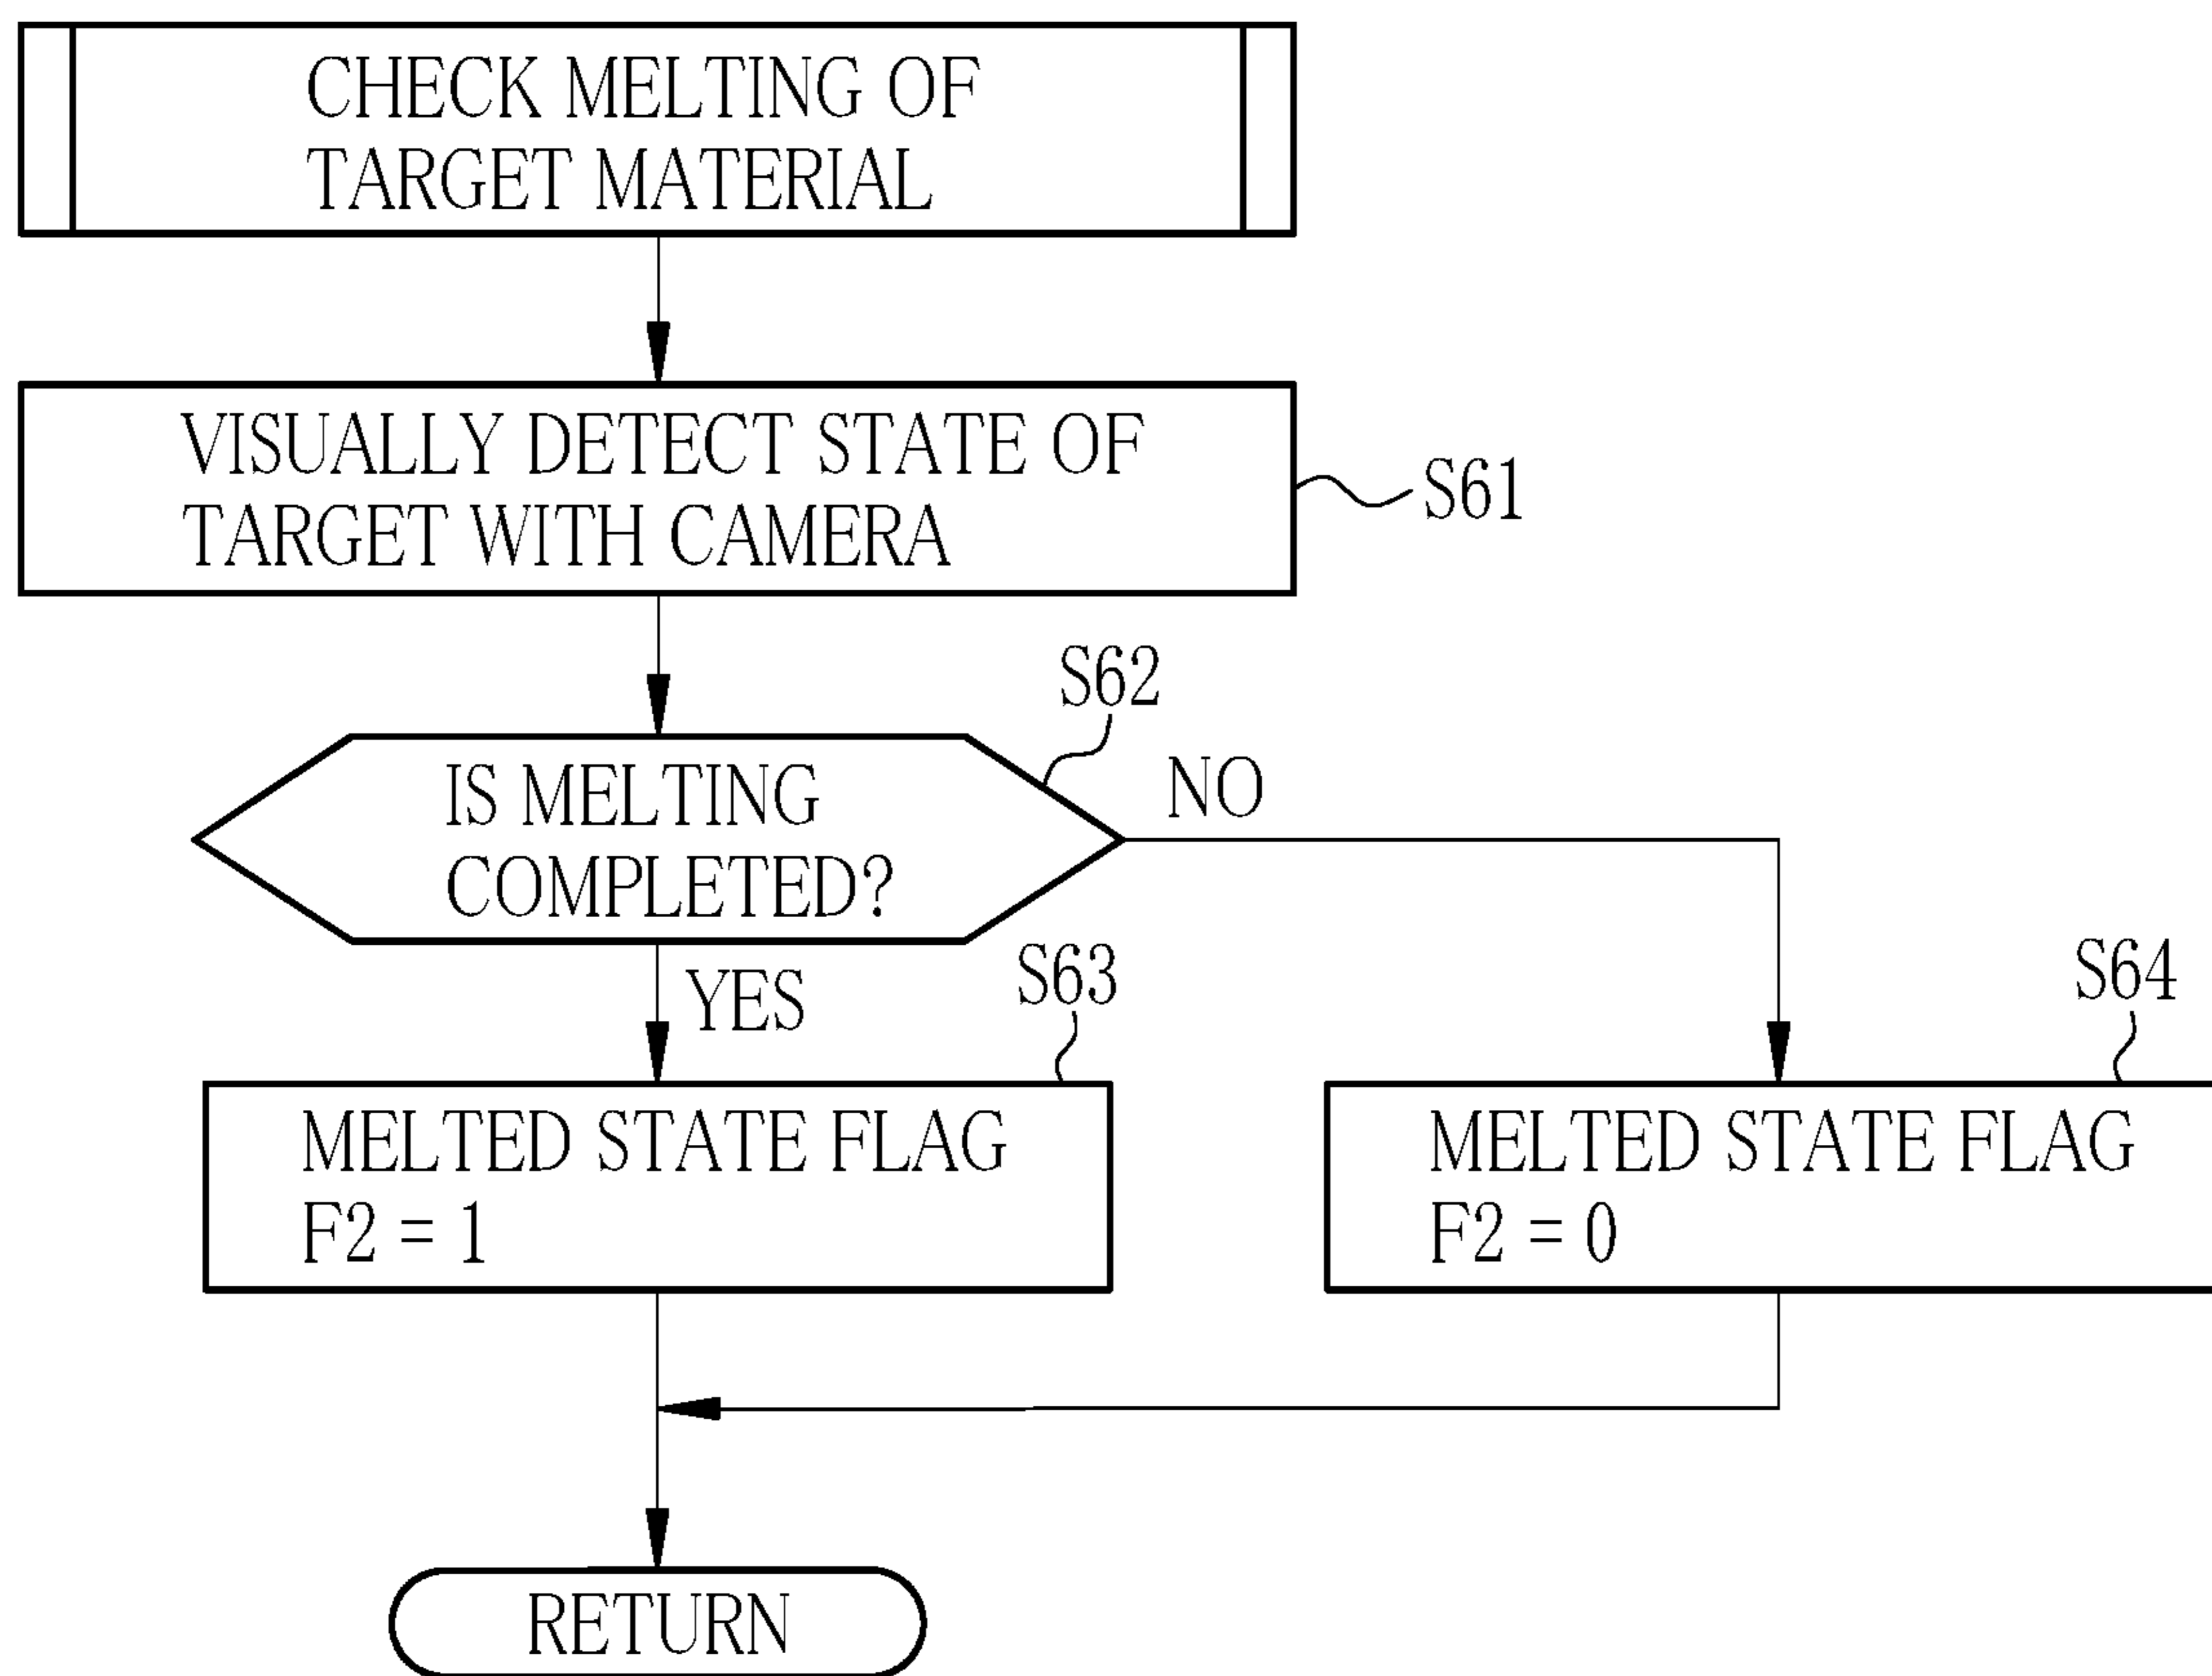 CHECK MELTING OF
TARGET MATERIAL
VISUALLY DETECT STATE OF
TARGET WITH CAMERA
S61
S62
IS MELTING
COMPLETED?
NO
YES
S63
MELTED STATE FLAG
F2 = 1
S64
MELTED STATE FLAG
F2 = 0
RETURN